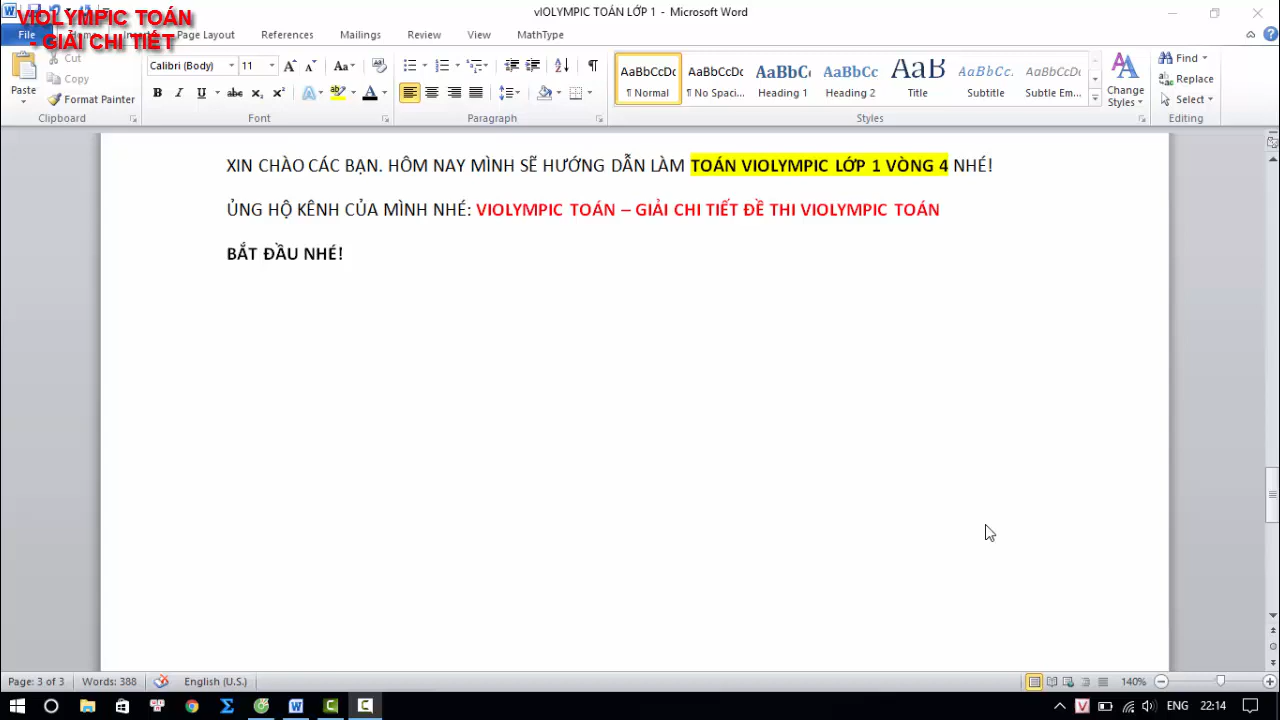 viOLYMPIC TOÁN LỚP 1 - Microsoft Word
ViOLYMPIC TOÁN
- GIẢI CHI TIẾT
File Page Layout References Mailings Review View MathType
Cut
Copy
Format Painter
Paste
Calibri (Body) 11
AaBbCcDc AaBbCcDc AaBbC AaBbCc AaB AaBbCc. AaBbCcDc
¶ Normal ¶ No Spaci... Heading 1 Heading 2 Title Subtitle Subtle Em...
Change Styles
Find
Replace
Select
Clipboard Font Paragraph Styles Editing
XIN CHÀO CÁC BẠN. HÔM NAY MÌNH SẼ HƯỚNG DẪN LÀM TOÁN VIOLYMPIC LỚP 1 VÒNG 4 NHÉ!
ỦNG HỘ KÊNH CỦA MÌNH NHÉ: VIOLYMPIC TOÁN – GIẢI CHI TIẾT ĐỀ THI VIOLYMPIC TOÁN
BẮT ĐẦU NHÉ!
Page: 3 of 3 Words: 388 English (U.S.) 140%
ENG 22:14